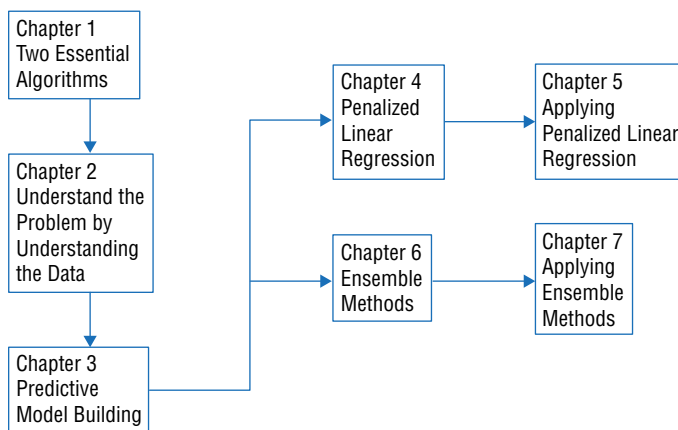 Chapter 1
Two Essential
Algorithms
Chapter 2
Understand the
Problem by
Understanding
the Data
Chapter 3
Predictive
Model Building
Chapter 4
Penalized
Linear
Regression
Chapter 5
Applying
Penalized Linear
Regression
Chapter 6
Ensemble
Methods
Chapter 7
Applying
Ensemble
Methods